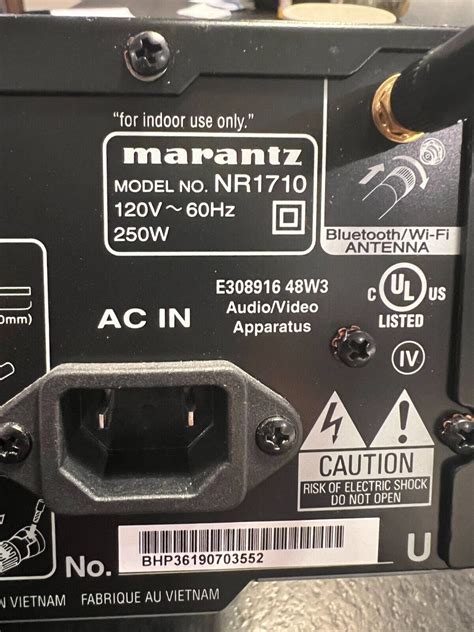 "for indoor use only."
marantz
MODEL NO. NR1710
120V~60Hz
250W
Bluetooth/Wi-Fi
ANTENNA
0mm)
AC IN
E308916 48W3
Audio/Video
Apparatus
C UL US
LISTED
IV
CAUTION
RISK OF ELECTRIC SHOCK
DO NOT OPEN
No.
BHP36190703552
U
N VIETNAM FABRIQUÉ AU VIETNAM